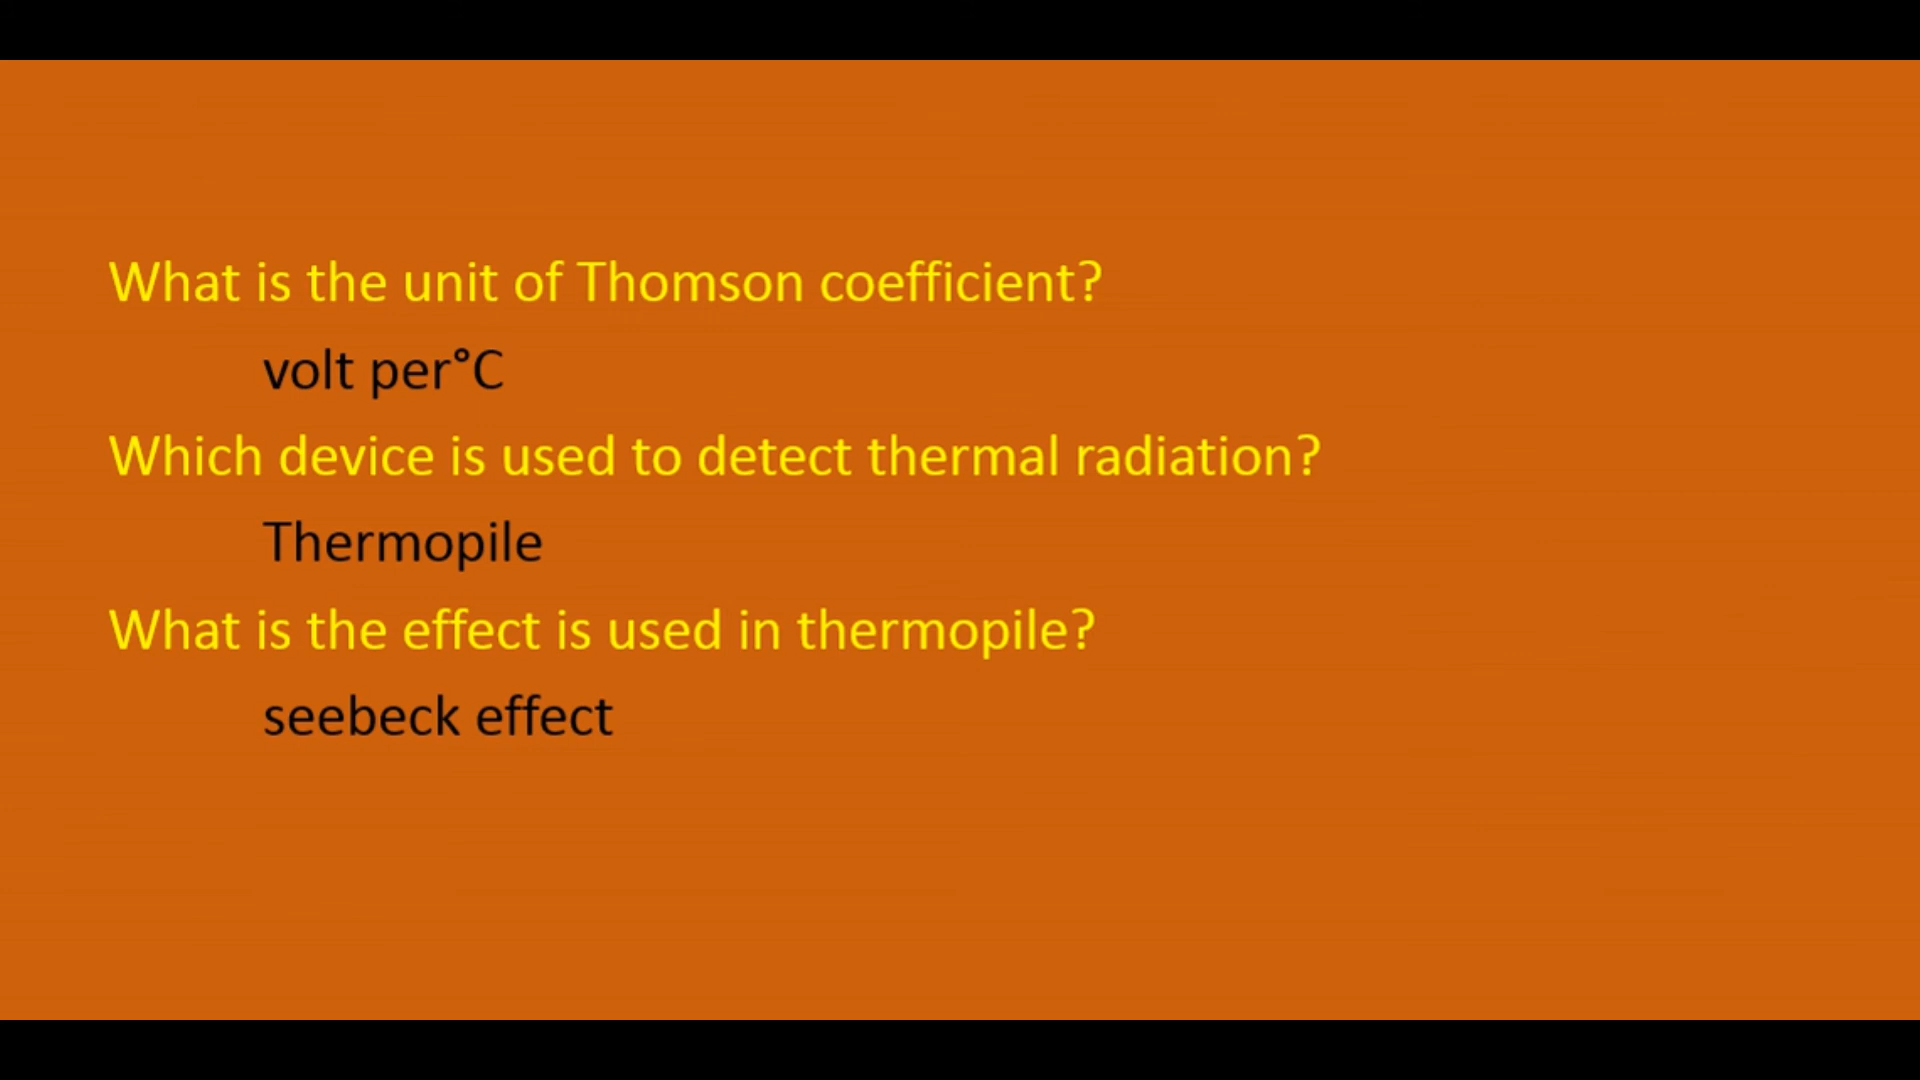 What is the unit of Thomson coefficient?
volt per°C
Which device is used to detect thermal radiation?
Thermopile
What is the effect is used in thermopile?
seebeck effect